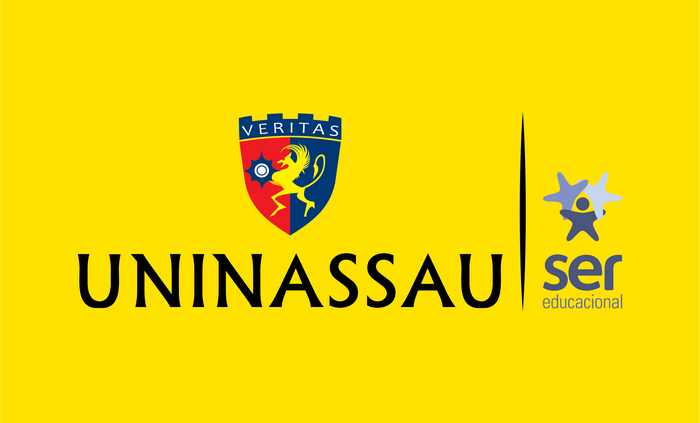 VERITAS
UNINASSAU
ser
educacional